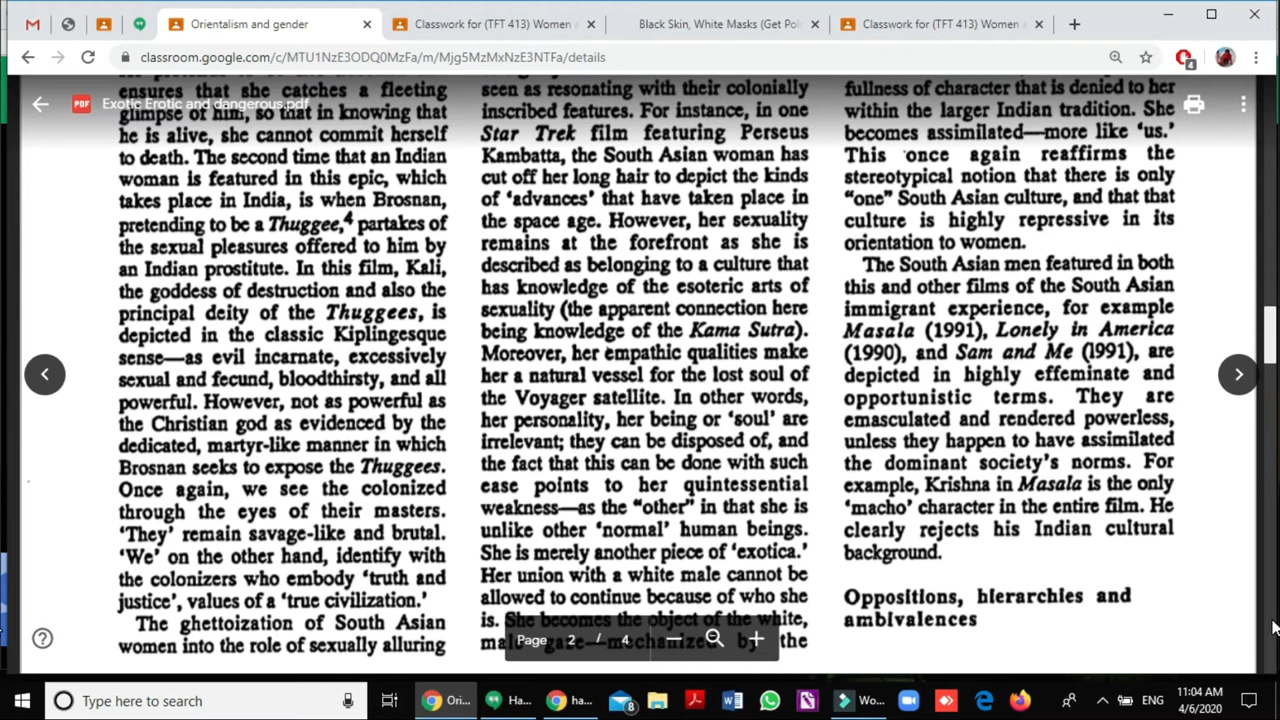 Orientalism and gender
Classwork for (TFT 413) Women a
Black Skin, White Masks (Get Pol
Classwork for (TFT 413) Women a
classroom.google.com/c/MTU1NzE3ODQ0MzFa/m/Mjg5MzMxNzE3NTFa/details
4
PDF
Exotic Erotic and dangerous.pdf
ensures that she catches a fleeting
glimpse of him, so that in knowing that
he is alive, she cannot commit herself
to death. The second time that an Indian
woman is featured in this epic, which
takes place in India, is when Brosnan,
pretending to be a Thuggee,4 partakes of
the sexual pleasures offered to him by
an Indian prostitute. In this film, Kali,
the goddess of destruction and also the
principal deity of the Thuggees, is
depicted in the classic Kiplingesque
sense—as evil incarnate, excessively
sexual and fecund, bloodthirsty, and all
powerful. However, not as powerful as
the Christian god as evidenced by the
dedicated, martyr-like manner in which
Brosnan seeks to expose the Thuggees.
Once again, we see the colonized
through the eyes of their masters.
'They' remain savage-like and brutal.
'We' on the other hand, identify with
the colonizers who embody 'truth and
justice', values of a 'true civilization.'
The ghettoization of South Asian
women into the role of sexually alluring
seen as resonating with their colonially
inscribed features. For instance, in one
Star Trek film featuring Perseus
Kambatta, the South Asian woman has
cut off her long hair to depict the kinds
of 'advances' that have taken place in
the space age. However, her sexuality
remains at the forefront as she is
described as belonging to a culture that
has knowledge of the esoteric arts of
sexuality (the apparent connection here
being knowledge of the Kama Sutra).
Moreover, her empathic qualities make
her a natural vessel for the lost soul of
the Voyager satellite. In other words,
her personality, her being or 'soul' are
irrelevant; they can be disposed of, and
the fact that this can be done with such
ease points to her quintessential
weakness—as the "other" in that she is
unlike other 'normal' human beings.
She is merely another piece of 'exotica.'
Her union with a white male cannot be
allowed to continue because of who she
is. She becomes the object of the white,
male gaze—mechanized by the
fullness of character that is denied to her
within the larger Indian tradition. She
becomes assimilated—more like 'us.'
This once again reaffirms the
stereotypical notion that there is only
"one" South Asian culture, and that that
culture is highly repressive in its
orientation to women.
The South Asian men featured in both
this and other films of the South Asian
immigrant experience, for example
Masala (1991), Lonely in America
(1990), and Sam and Me (1991), are
depicted in highly effeminate and
opportunistic terms. They are
emasculated and rendered powerless,
unless they happen to have assimilated
the dominant society's norms. For
example, Krishna in Masala is the only
'macho' character in the entire film. He
clearly rejects his Indian cultural
background.
Oppositions, hierarchies and
ambivalences
Page 2 / 4
Type here to search
Ori...
Ha...
ha...
8
Wo...
ENG
11:04 AM
4/6/2020